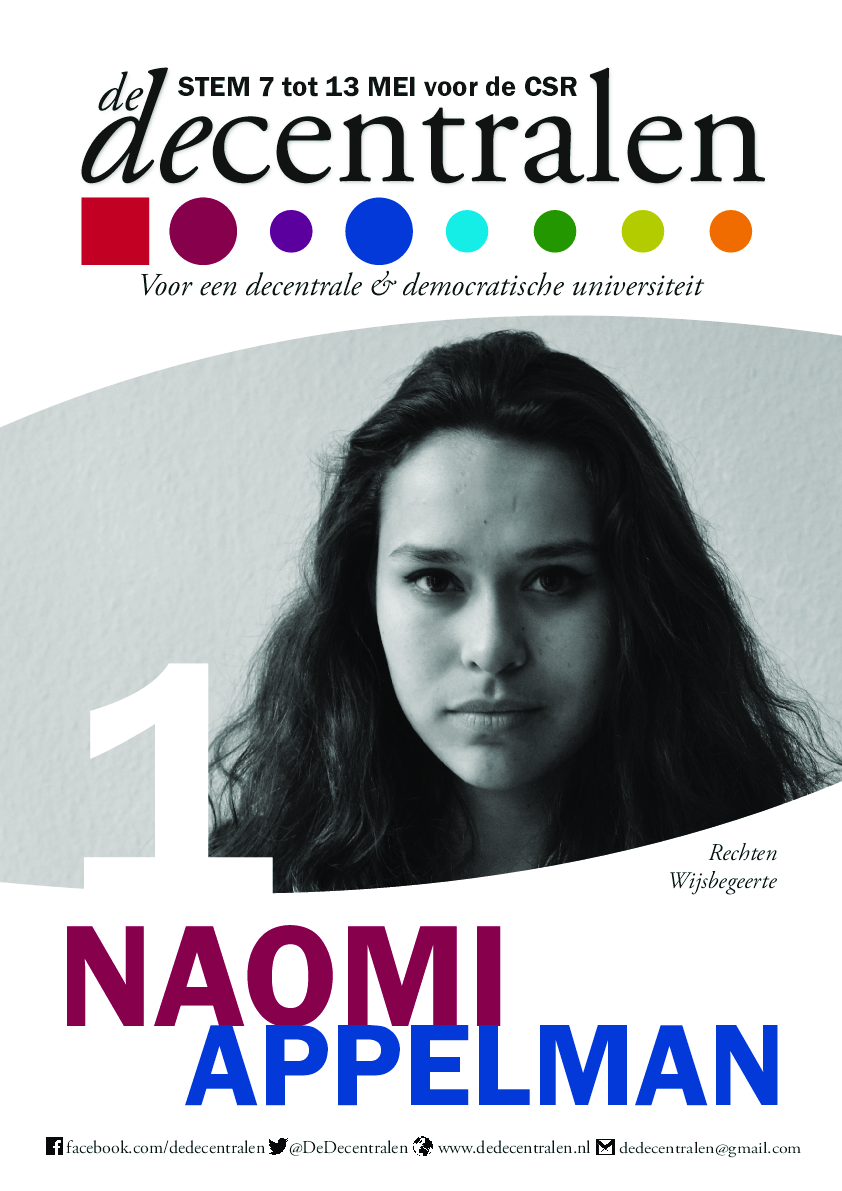 STEM 7 tot 13 MEI voor de CSR
de decentralen
Voor een decentrale & democratische universiteit
1
Rechten
Wijsbegeerte
NAOMI
APPELMAN
facebook.com/dedecentralen @DeDecentralen www.dedecentralen.nl dedecentralen@gmail.com